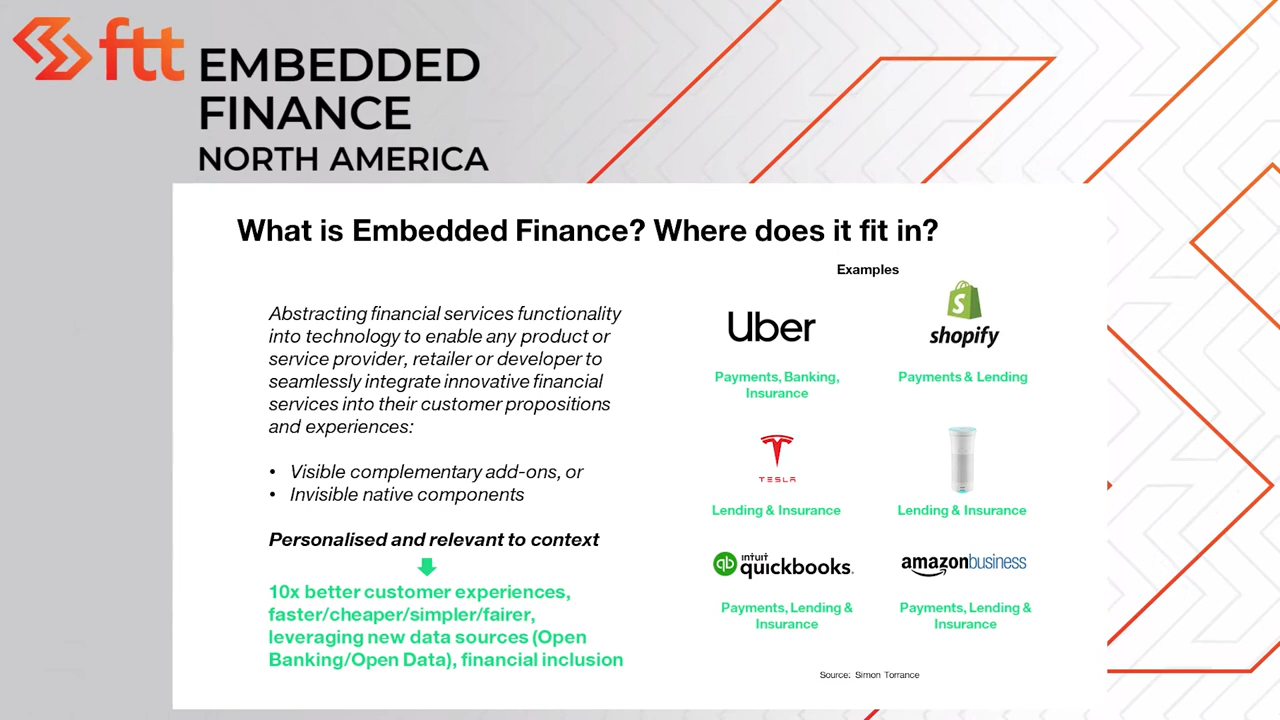 ftt EMBEDDED
FINANCE
NORTH AMERICA
What is Embedded Finance? Where does it fit in?
Abstracting financial services functionality
into technology to enable any product or
service provider, retailer or developer to
seamlessly integrate innovative financial
services into their customer propositions
and experiences:
• Visible complementary add-ons, or
• Invisible native components
Personalised and relevant to context
10x better customer experiences,
faster/cheaper/simpler/fairer,
leveraging new data sources (Open
Banking/Open Data), financial inclusion
Examples
Uber
shopify
Payments, Banking,
Insurance
Payments & Lending
TESLA
Lending & Insurance
Lending & Insurance
qb intuit
quickbooks.
amazonbusiness
Payments, Lending &
Insurance
Payments, Lending &
Insurance
Source: Simon Torrance